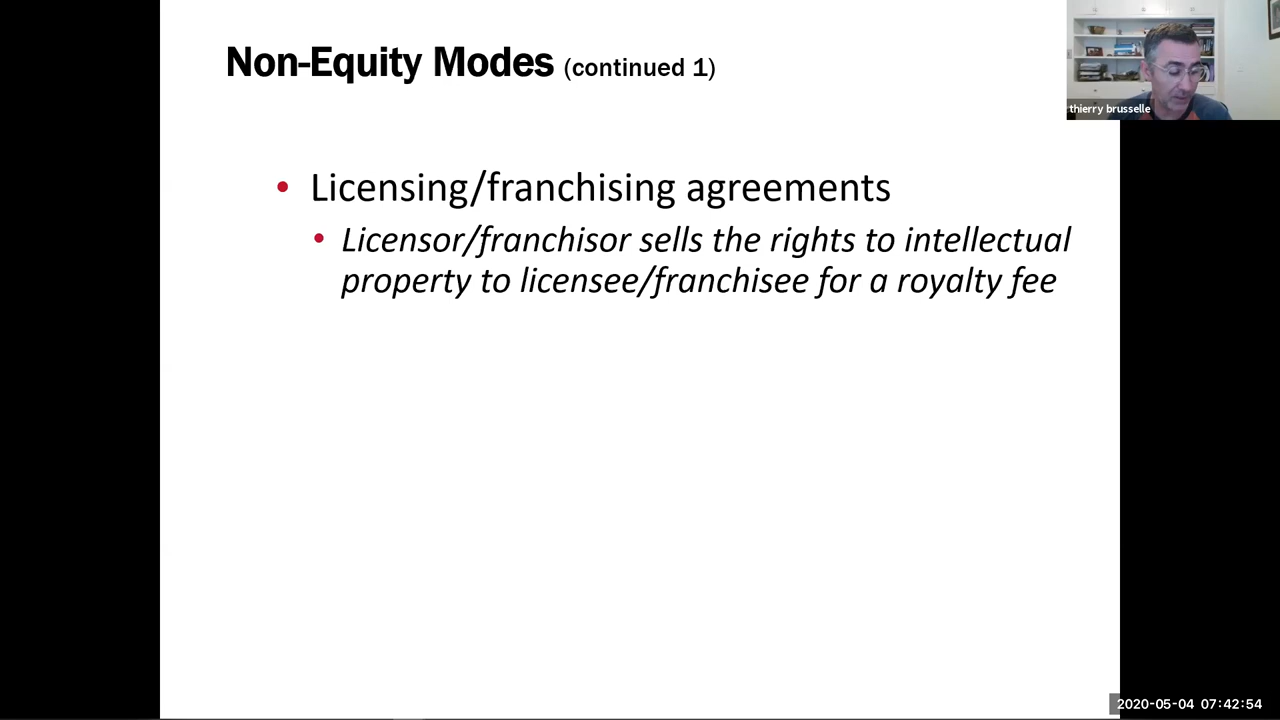 Non-Equity Modes (continued 1)
thierry brusselle
• Licensing/franchising agreements
• Licensor/franchisor sells the rights to intellectual
property to licensee/franchisee for a royalty fee
2020-05-04 07:42:54